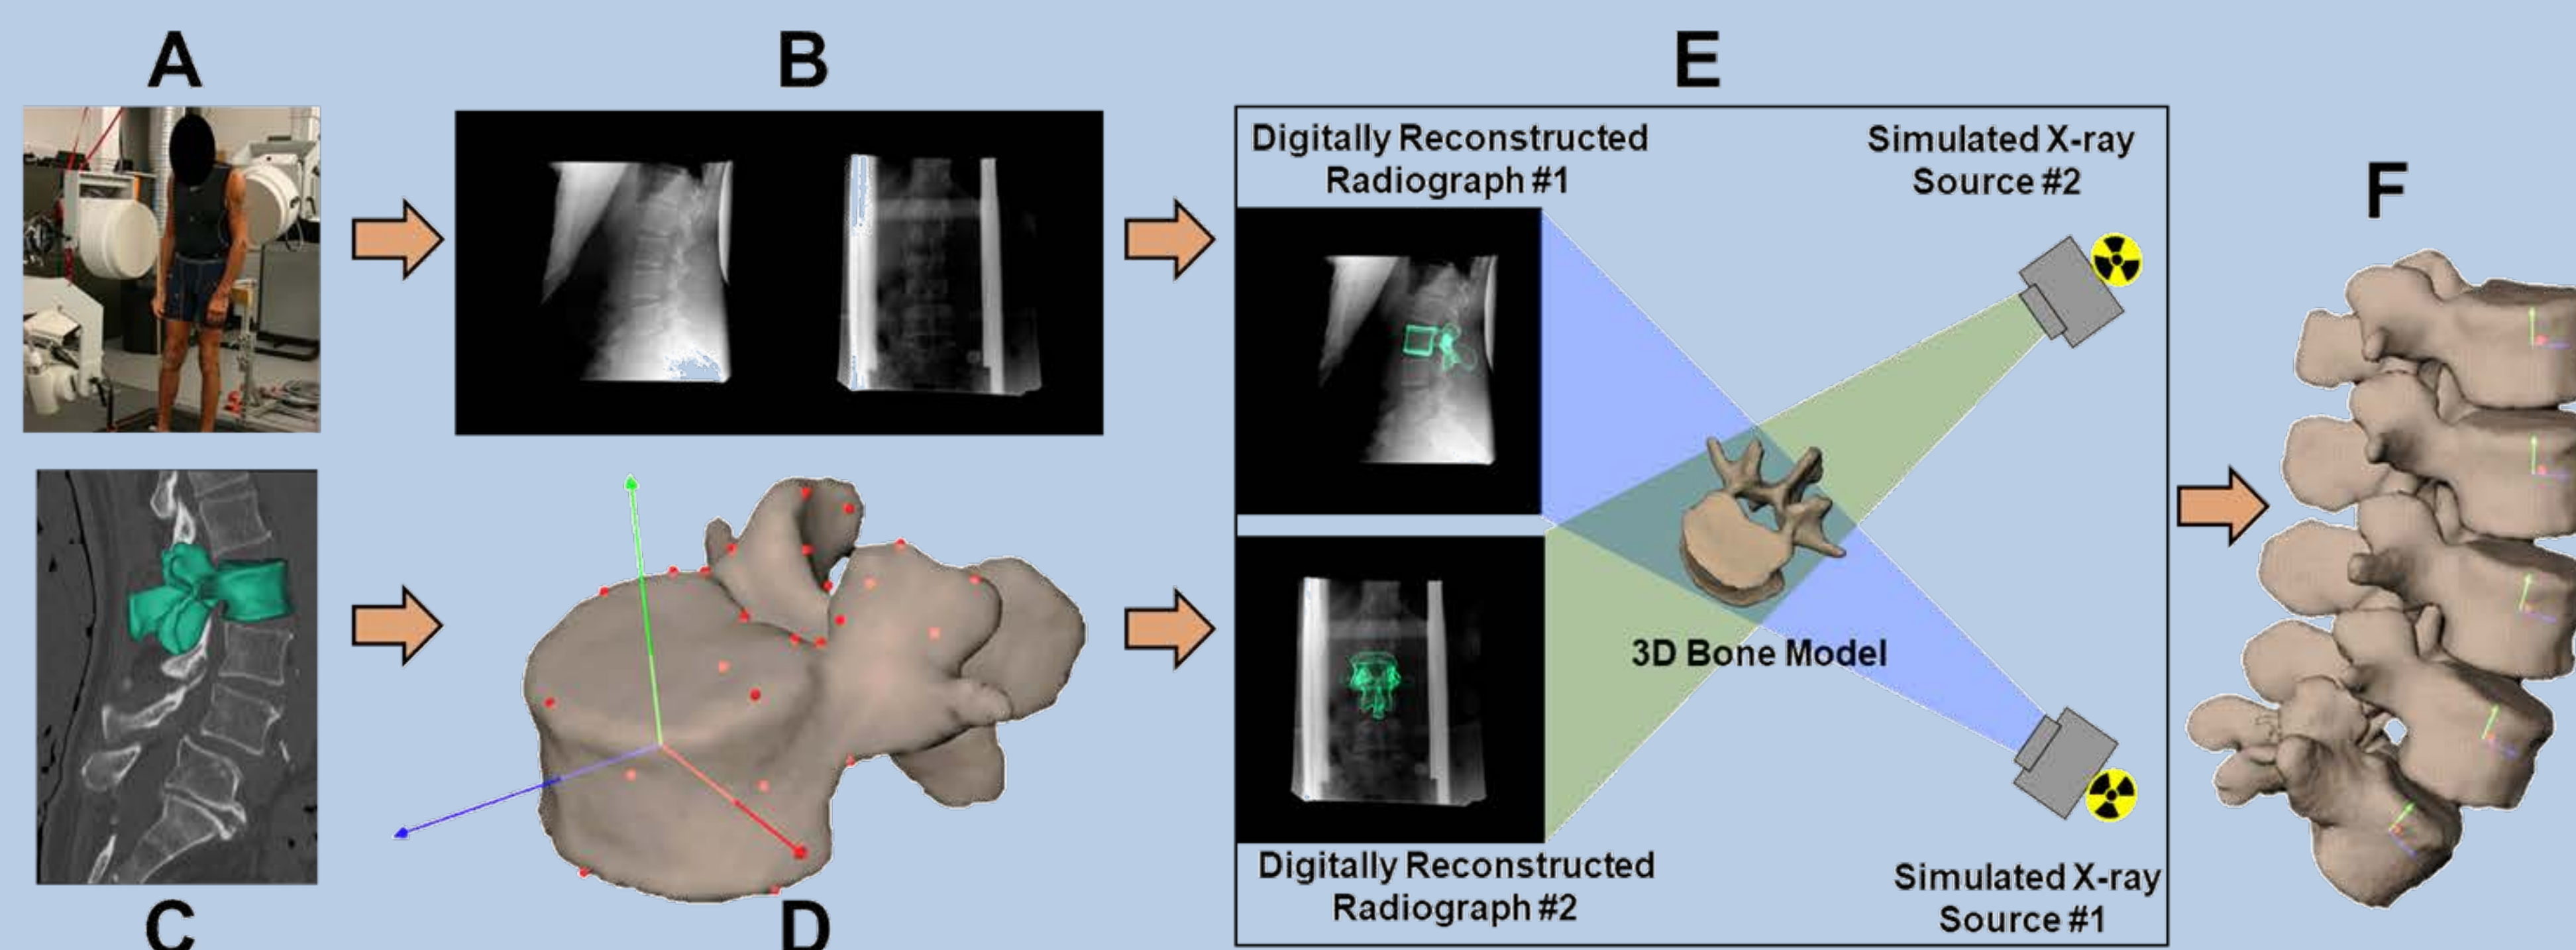 A
B
E
Digitally Reconstructed
Radiograph #1
Simulated X-ray
Source #2
F
3D Bone Model
Digitally Reconstructed
Radiograph #2
Simulated X-ray
Source #1
C
D